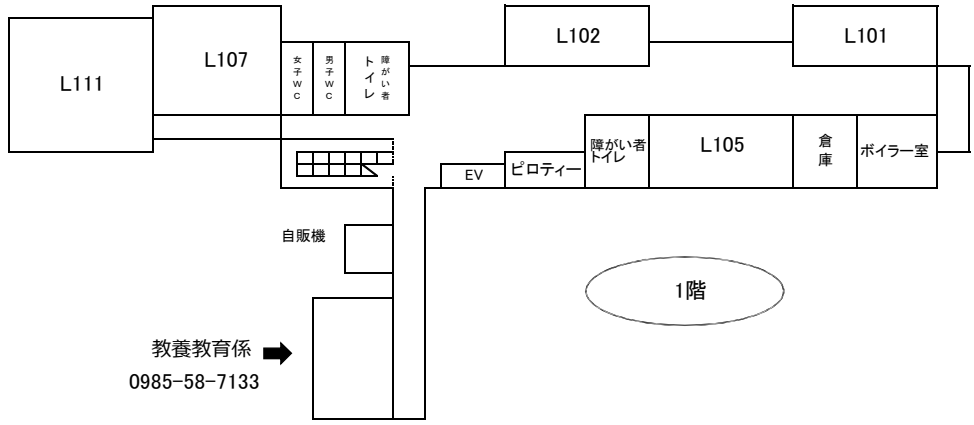 L111
L107
女子WC
男子WC
障がい者
トイレ
L102
L101
EV
ピロティー
障がい者
トイレ
L105
倉庫
ボイラー室
自販機
1階
教養教育係
0985-58-7133